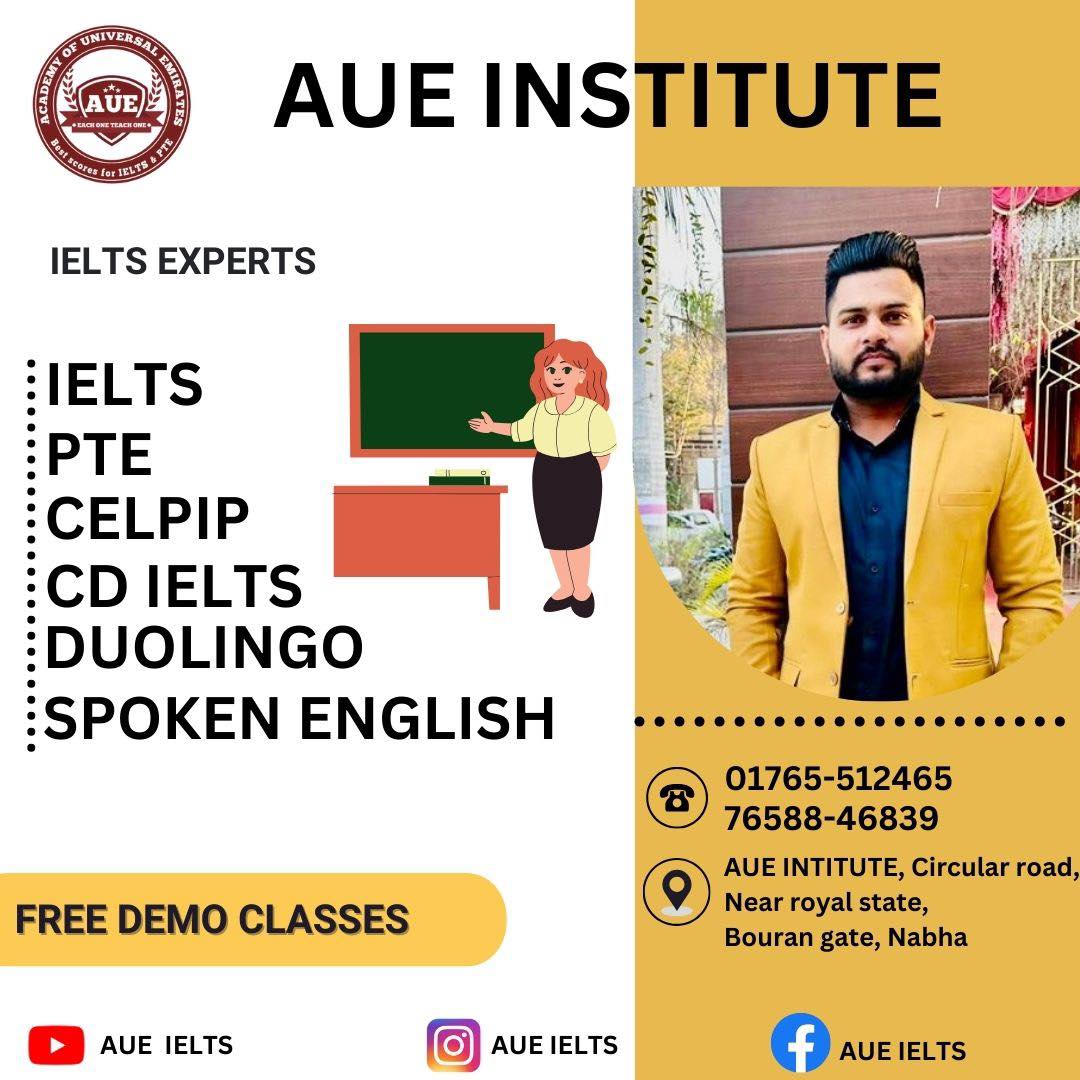 ACADEMY OF UNIVERSAL EMIRATES
AUE
EACH ONE TEACH ONE
Best scores for IELTS & PTE
AUE INSTITUTE
IELTS EXPERTS
IELTS
PTE
CELPIP
CD IELTS
DUOLINGO
SPOKEN ENGLISH
01765-512465
76588-46839
AUE INTITUTE, Circular road,
Near royal state,
Bouran gate, Nabha
FREE DEMO CLASSES
AUE IELTS
AUE IELTS
AUE IELTS